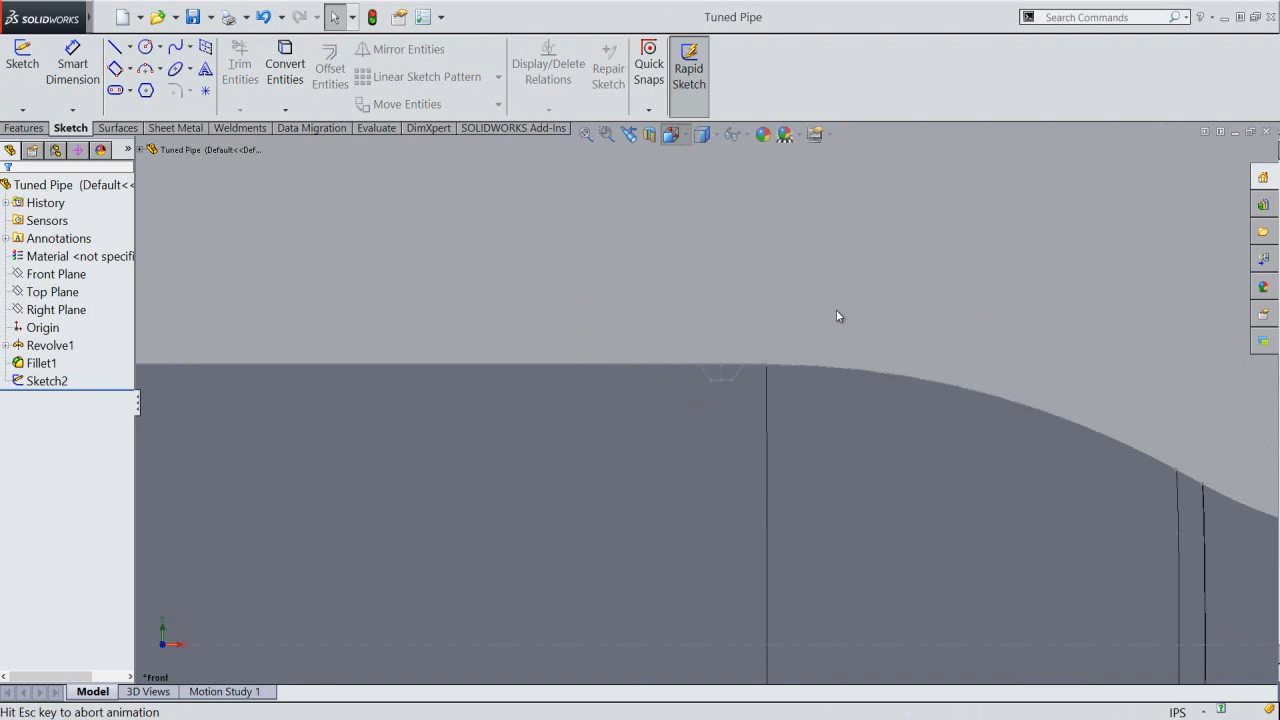 SOLIDWORKS
Tuned Pipe
Search Commands
Sketch
Smart Dimension
Trim Entities
Convert Entities
Offset Entities
Mirror Entities
Linear Sketch Pattern
Move Entities
Display/Delete Relations
Repair Sketch
Quick Snaps
Rapid Sketch
Features
Sketch
Surfaces
Sheet Metal
Weldments
Data Migration
Evaluate
DimXpert
SOLIDWORKS Add-Ins
Tuned Pipe (Default<<Def...
Tuned Pipe (Default<<
History
Sensors
Annotations
Material <not specifi
Front Plane
Top Plane
Right Plane
Origin
Revolve1
Fillet1
Sketch2
Y
X
*Front
Model
3D Views
Motion Study 1
Hit Esc key to abort animation
IPS